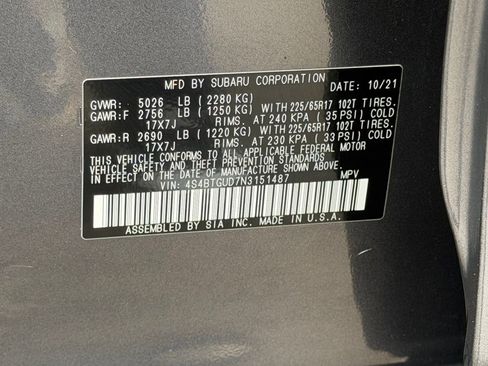 MFD BY SUBARU CORPORATION DATE: 10/21
GVWR: 5026 LB ( 2280 KG)
GAWR:F 2756 LB ( 1250 KG) WITH 225/65R17 102T TIRES.
17X7J RIMS. AT 240 KPA ( 35 PSI) COLD
GAWR:R 2690 LB ( 1220 KG) WITH 225/65R17 102T TIRES.
17X7J RIMS. AT 230 KPA ( 33 PSI) COLD
THIS VEHICLE CONFORMS TO ALL APPLICABLE FEDERAL MOTOR
VEHICLE SAFETY AND THEFT PREVENTION STANDARDS IN EFFECT
ON THE DATE OF MANUFACTURE SHOWN ABOVE.
VIN: 4S4BTGUD7N3151487 MPV
ASSEMBLED BY SIA INC. MADE IN U.S.A.